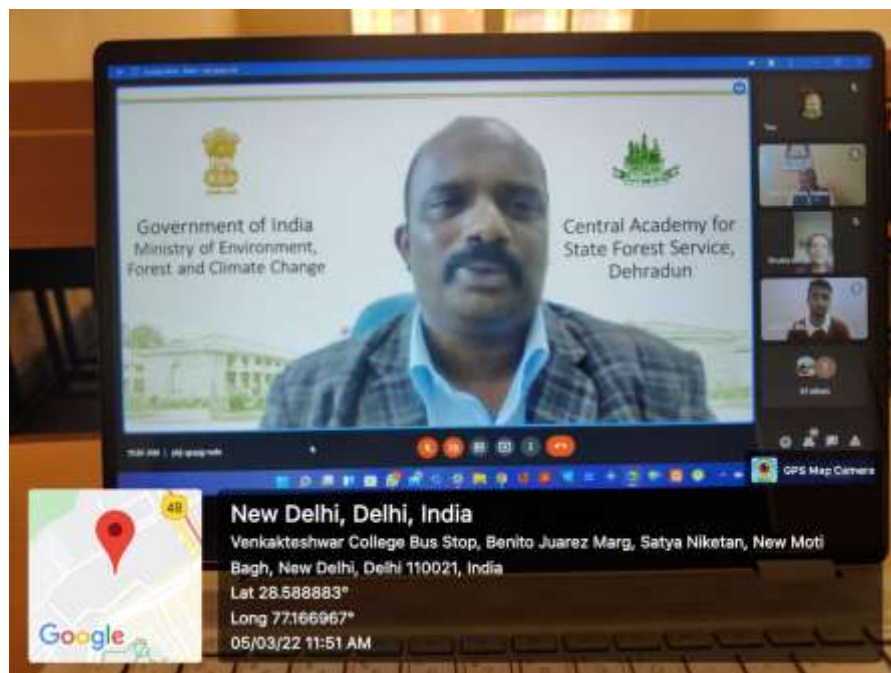 Government of India
Ministry of Environment,
Forest and Climate Change
Central Academy for
State Forest Service,
Dehradun
You
GPS Map Camera
48
Google
New Delhi, Delhi, India
Venkakteshwar College Bus Stop, Benito Juarez Marg, Satya Niketan, New Moti
Bagh, New Delhi, Delhi 110021, India
Lat 28.588883°
Long 77.166967°
05/03/22 11:51 AM